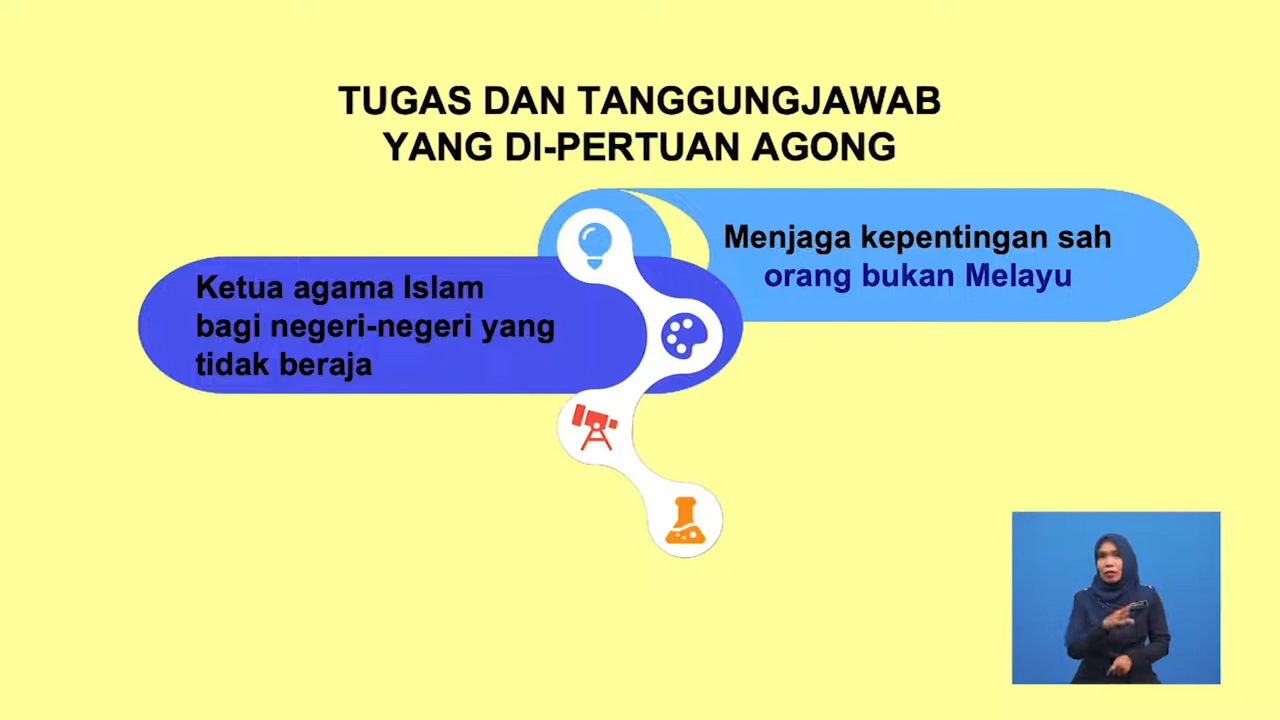 TUGAS DAN TANGGUNGJAWAB
YANG DI-PERTUAN AGONG
Menjaga kepentingan sah
orang bukan Melayu
Ketua agama Islam
bagi negeri-negeri yang
tidak beraja